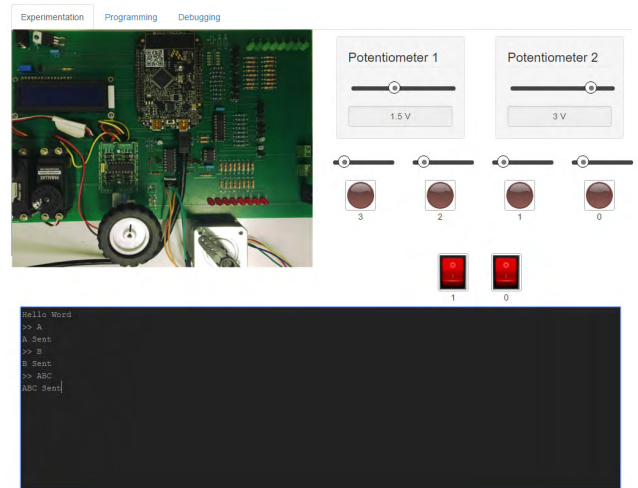 Experimentation Programming Debugging
Potentiometer 1 Potentiometer 2
1.5 V 3 V
3 2 1 0
1 0
Hello Word
>> A
A Sent
>> B
B Sent
>> ABC
ABC Sent